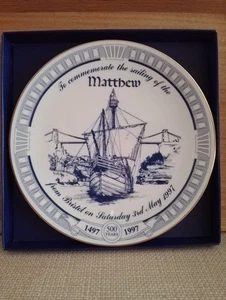 To commemorate the sailing of the
Matthew
from Bristol on Saturday 3rd May 1997
1497 500 YEARS 1997